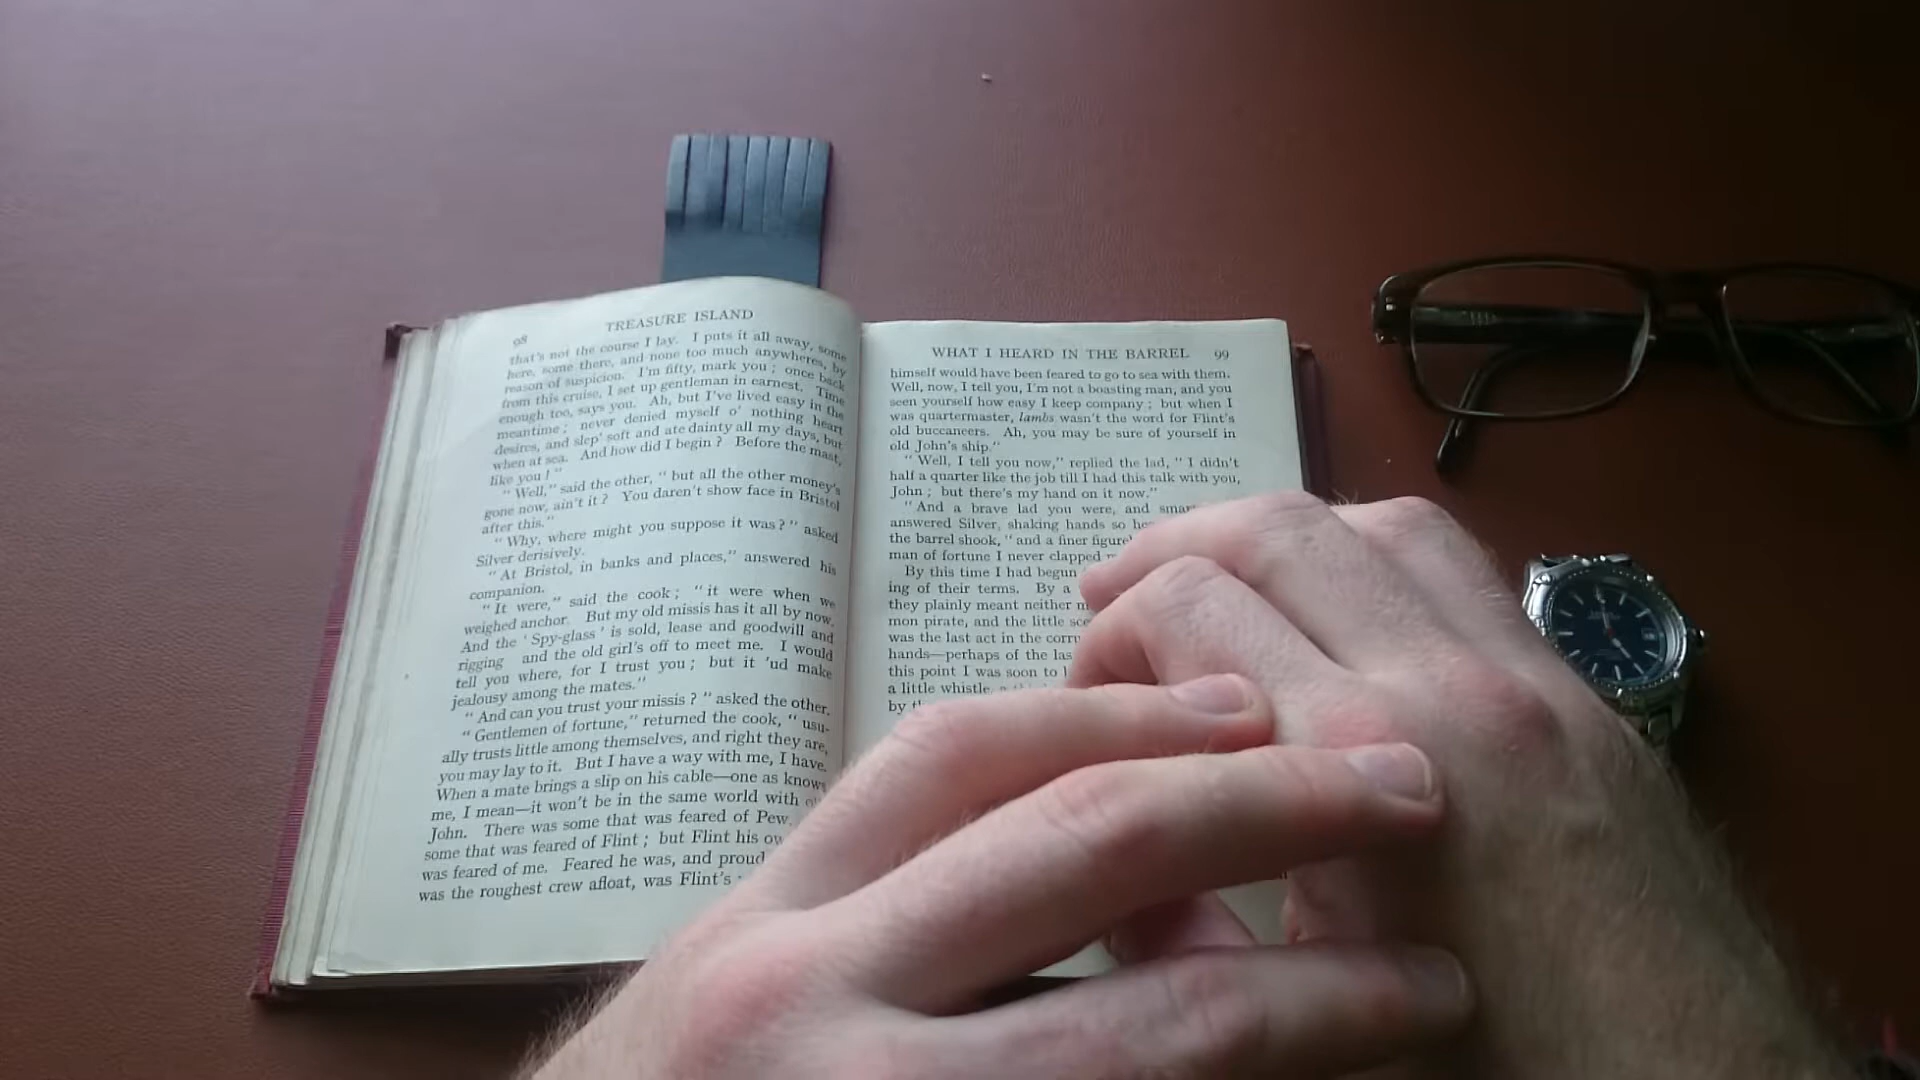 98
TREASURE ISLAND
that's not the course I lay. I puts it all away, some
here, some there, and none too much anywheres, by
reason of suspicion. I'm fifty, mark you ; once back
from this cruise, I set up gentleman in earnest. Time
enough too, says you. Ah, but I've lived easy in the
meantime ; never denied myself o' nothing heart
desires, and slep' soft and ate dainty all my days, but
when at sea. And how did I begin ? Before the mast,
like you ! "
" Well," said the other, " but all the other money's
gone now, ain't it ? You daren't show face in Bristol
after this."
" Why, where might you suppose it was ? " asked
Silver derisively.
" At Bristol, in banks and places," answered his
companion.
" It were," said the cook ; " it were when we
weighed anchor. But my old missis has it all by now.
And the ' Spy-glass ' is sold, lease and goodwill and
rigging and the old girl's off to meet me. I would
tell you where, for I trust you ; but it 'ud make
jealousy among the mates."
" And can you trust your missis ? " asked the other.
" Gentlemen of fortune," returned the cook, " usu-
ally trusts little among themselves, and right they are,
you may lay to it. But I have a way with me, I have.
When a mate brings a slip on his cable—one as knows
me, I mean—it won't be in the same world with
John. There was some that was feared of Pew,
some that was feared of Flint ; but Flint his
was feared of me. Feared he was, and proud
was the roughest crew afloat, was Flint's
WHAT I HEARD IN THE BARREL 99
himself would have been feared to go to sea with them.
Well, now, I tell you, I'm not a boasting man, and you
seen yourself how easy I keep company ; but when I
was quartermaster, lambs wasn't the word for Flint's
old buccaneers. Ah, you may be sure of yourself in
old John's ship."
" Well, I tell you now," replied the lad, " I didn't
half a quarter like the job till I had this talk with you,
John ; but there's my hand on it now."
" And a brave lad you were, and
answered Silver, shaking hands so
the barrel shook, " and a finer figure
man of fortune I never clapped
By this time I had begun
ing of their terms. By a
they plainly meant neither
mon pirate, and the little
was the last act in the
hands—perhaps of the las
this point I was soon to
a little whistle,
by